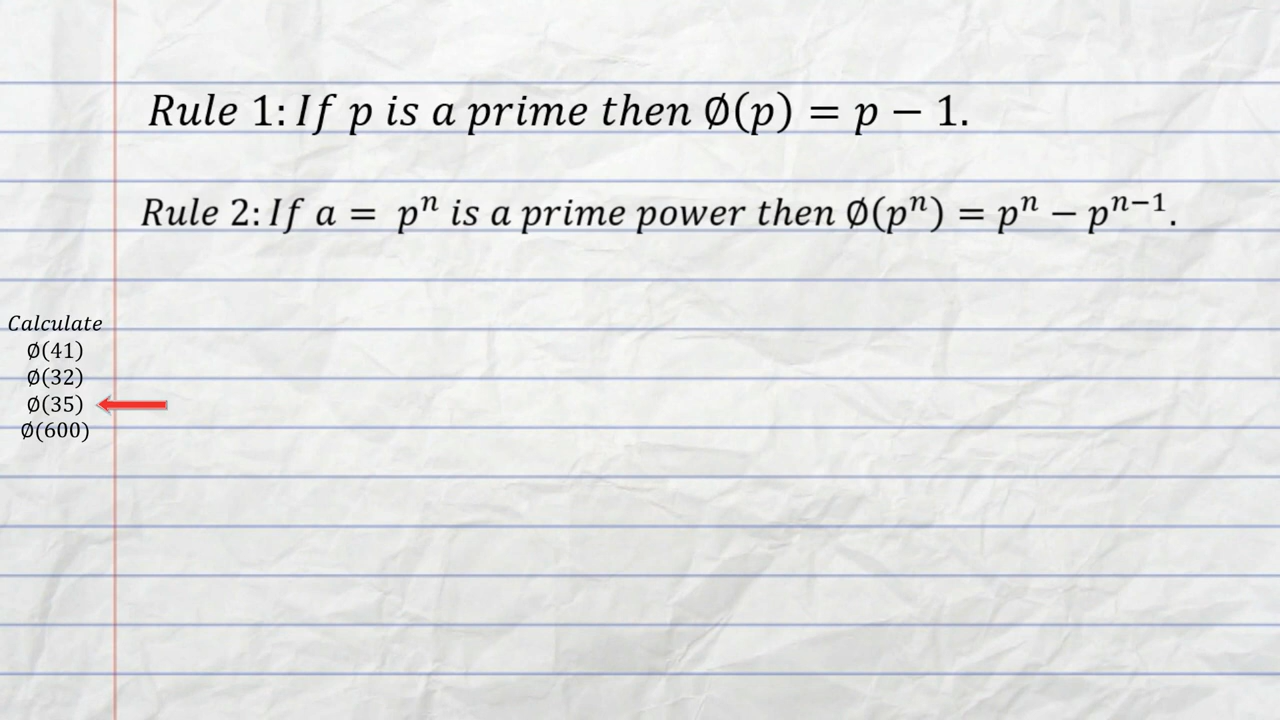 Rule 1: If p is a prime then ∅(p) = p − 1.
Rule 2: If a = pⁿ is a prime power then ∅(pⁿ) = pⁿ − pⁿ⁻¹.
Calculate
∅(41)
∅(32)
∅(35)
∅(600)